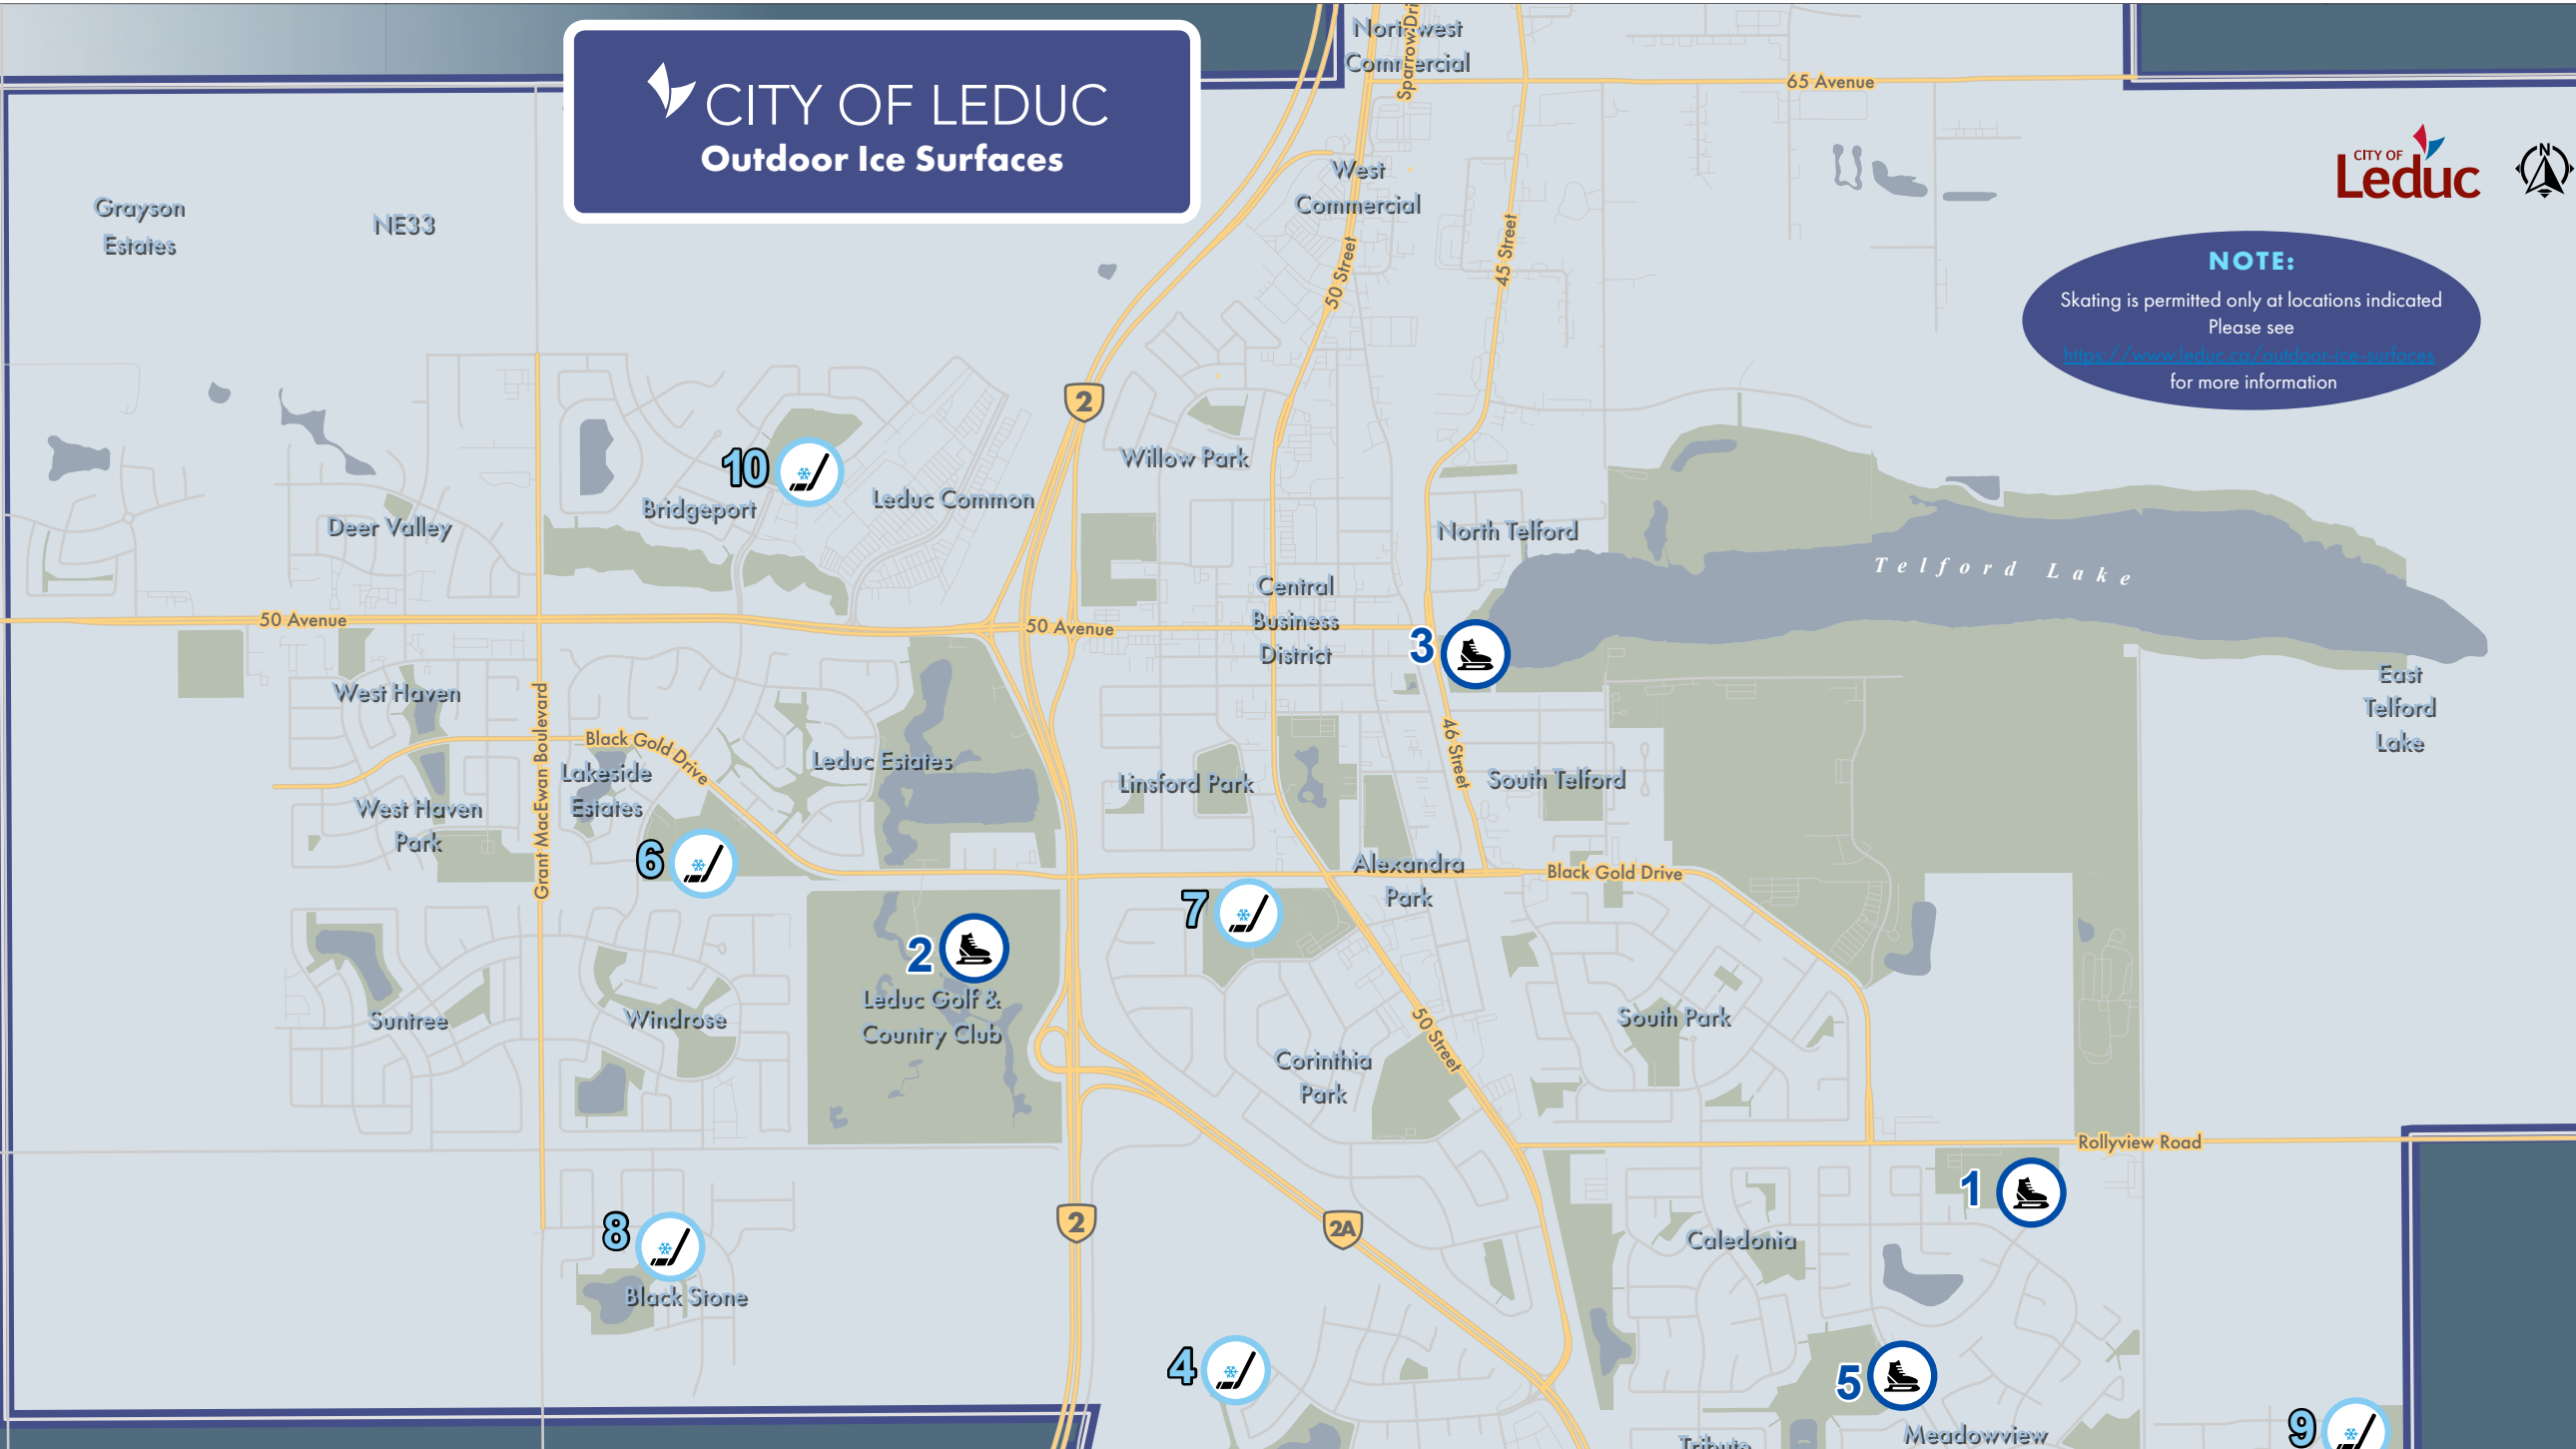 CITY OF LEDUC
Outdoor Ice Surfaces
Northwest
Commercial
Sparrow Dri
65 Avenue
CITY OF
Leduc
N
NOTE:
Skating is permitted only at locations indicated
Please see
https://www.leduc.ca/outdoor-ice-surfaces
for more information
West
Commercial
Grayson
Estates
NE33
50 Street
45 Street
2
Willow Park
10
Bridgeport
Leduc Common
Deer Valley
North Telford
Telford Lake
Central
Business
District
50 Avenue
50 Avenue
3
East
Telford
Lake
West Haven
Grant MacEwan Boulevard
Black Gold Drive
Lakeside
Estates
Leduc Estates
Linsford Park
46 Street
South Telford
West Haven
Park
6
Alexandra
Park
Black Gold Drive
7
2
Leduc Golf &
Country Club
Suntree
Windrose
50 Street
South Park
Corinthia
Park
Rollyview Road
1
8
Black Stone
2
2A
Caledonia
4
5
Meadowview
Tribute
9